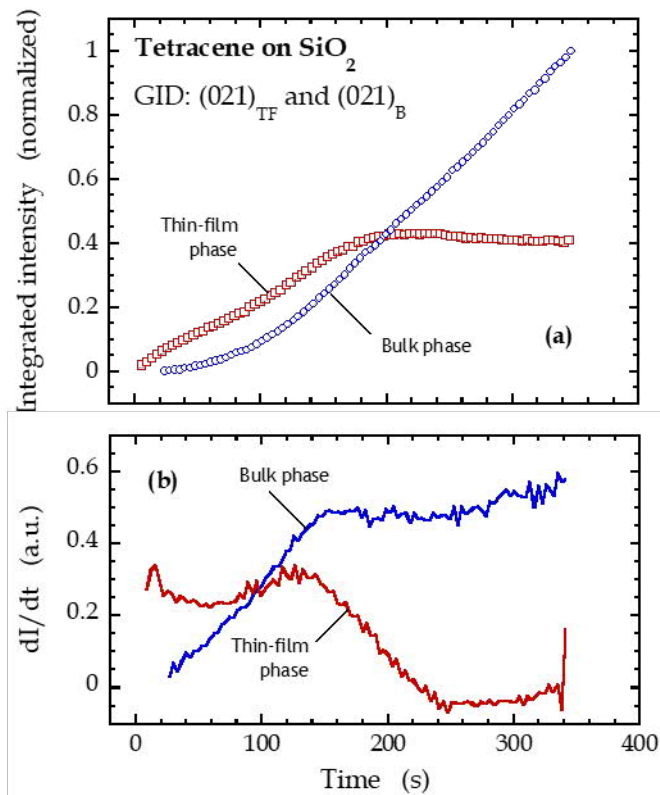 Tetracene on SiO2
GID: (021)TF and (021)B
Integrated intensity (normalized)
1
0.8
0.6
0.4
0.2
0
Thin-film
phase
Bulk phase
(a)
(b)
Bulk phase
Thin-film
phase
dI/dt (a.u.)
0.6
0.4
0.2
0
0 100 200 300 400
Time (s)